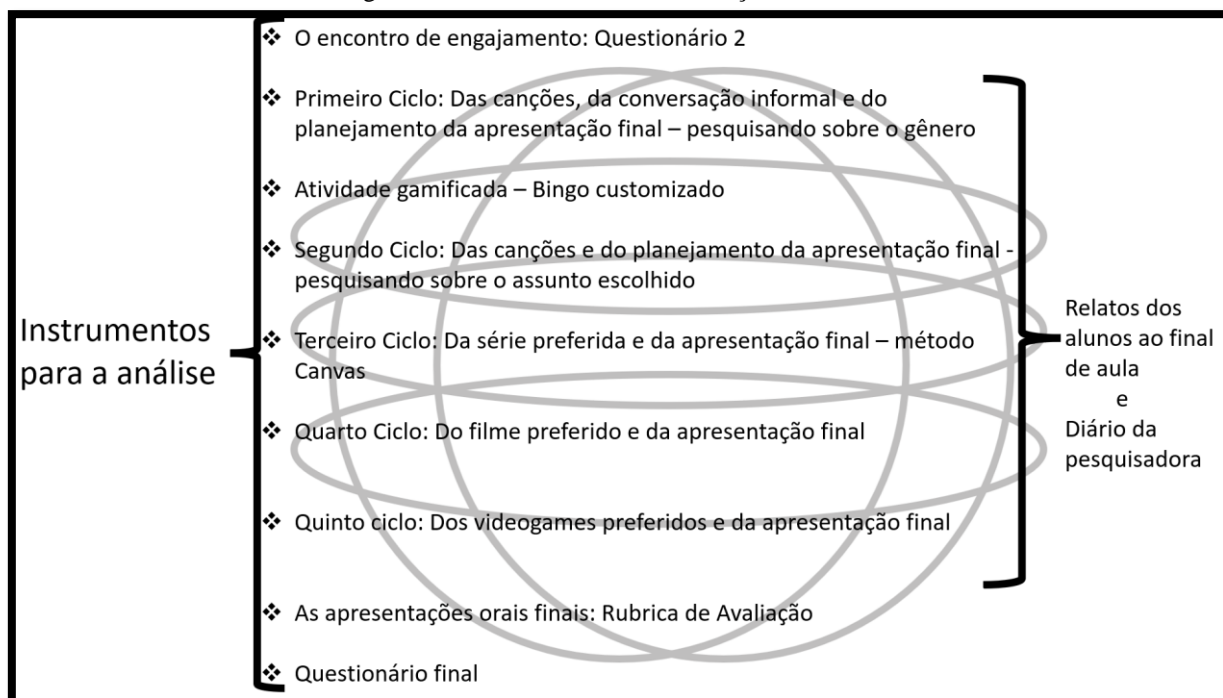 ❖ O encontro de engajamento: Questionário 2
❖ Primeiro Ciclo: Das canções, da conversação informal e do
planejamento da apresentação final – pesquisando sobre o gênero
❖ Atividade gamificada – Bingo customizado
❖ Segundo Ciclo: Das canções e do planejamento da apresentação final -
pesquisando sobre o assunto escolhido
❖ Terceiro Ciclo: Da série preferida e da apresentação final – método
Canvas
❖ Quarto Ciclo: Do filme preferido e da apresentação final
❖ Quinto ciclo: Dos videogames preferidos e da apresentação final
❖ As apresentações orais finais: Rubrica de Avaliação
❖ Questionário final
Instrumentos
para a análise
Relatos dos
alunos ao final
de aula
e
Diário da
pesquisadora